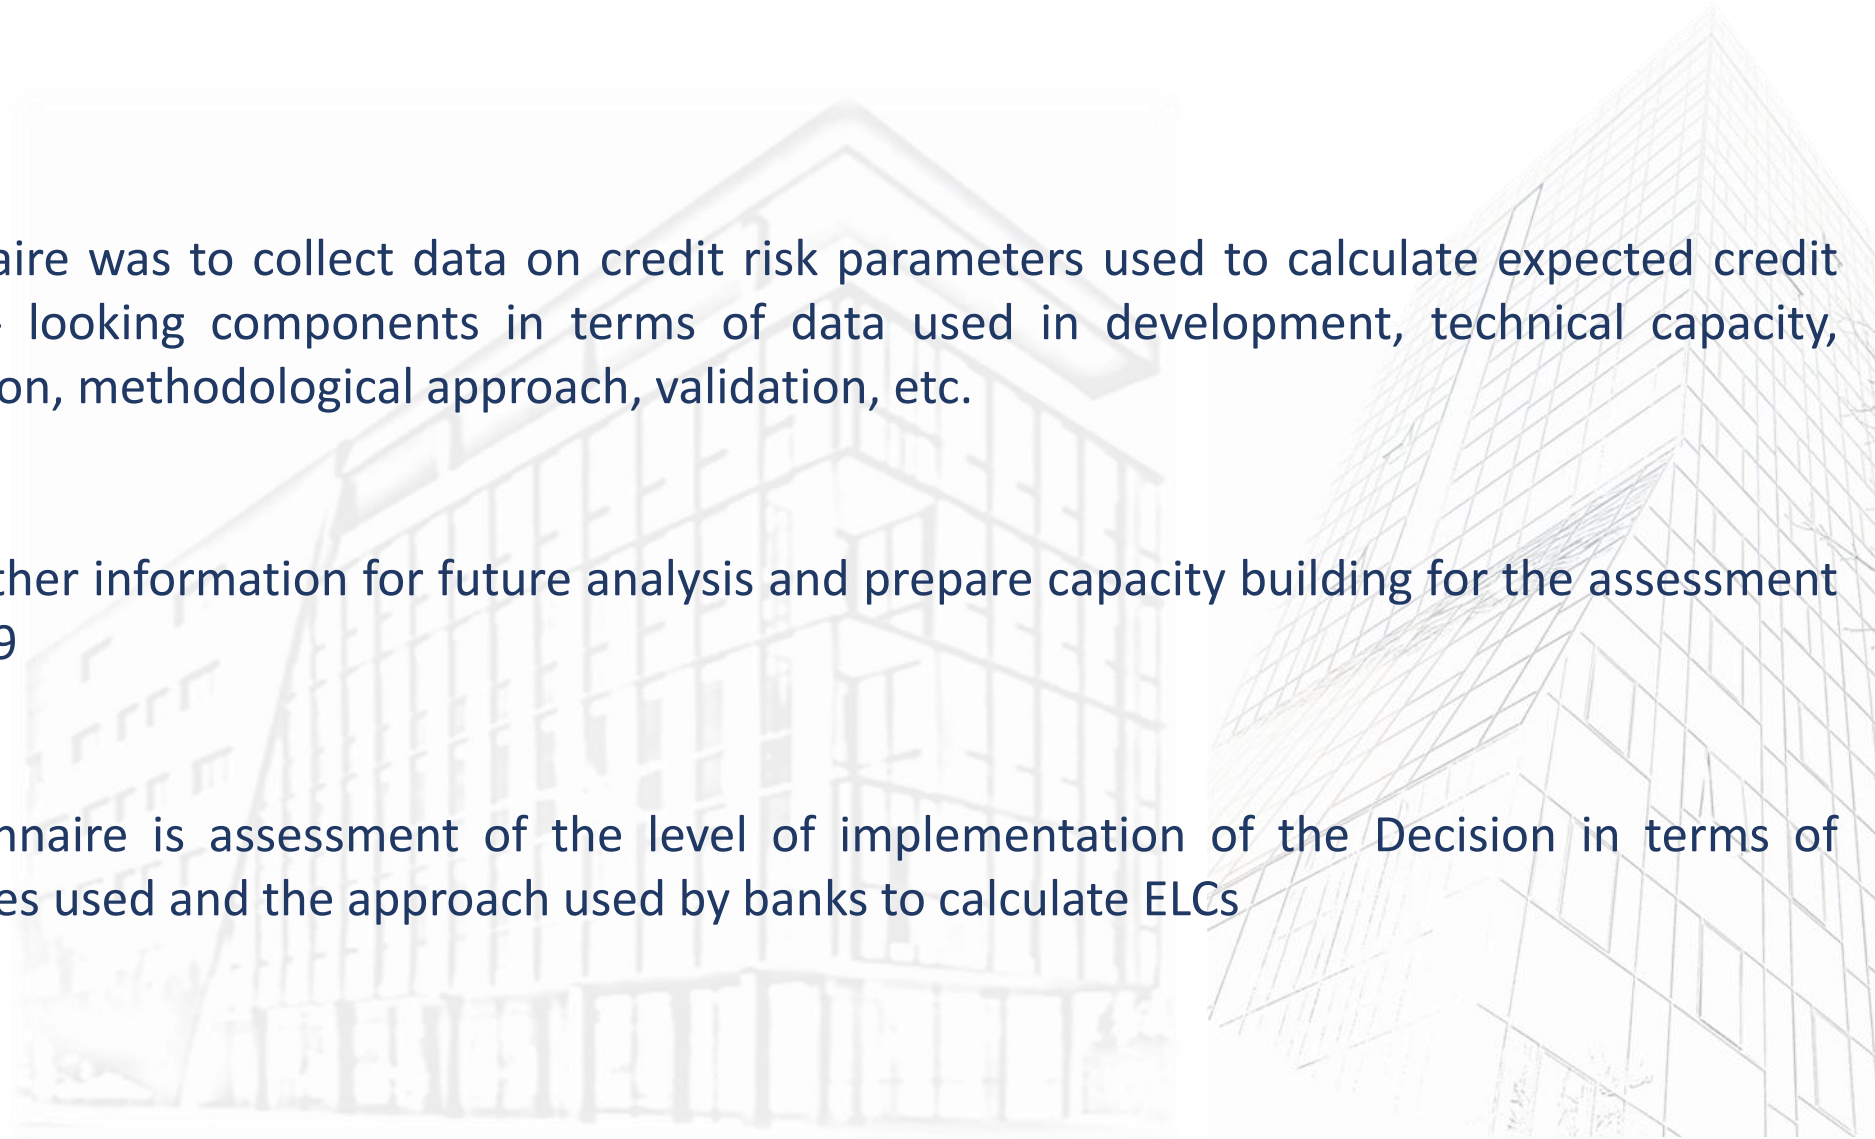 aire was to collect data on credit risk parameters used to calculate expected credit
- looking components in terms of data used in development, technical capacity,
on, methodological approach, validation, etc.
ther information for future analysis and prepare capacity building for the assessment
9
nnaire is assessment of the level of implementation of the Decision in terms of
es used and the approach used by banks to calculate ELCs